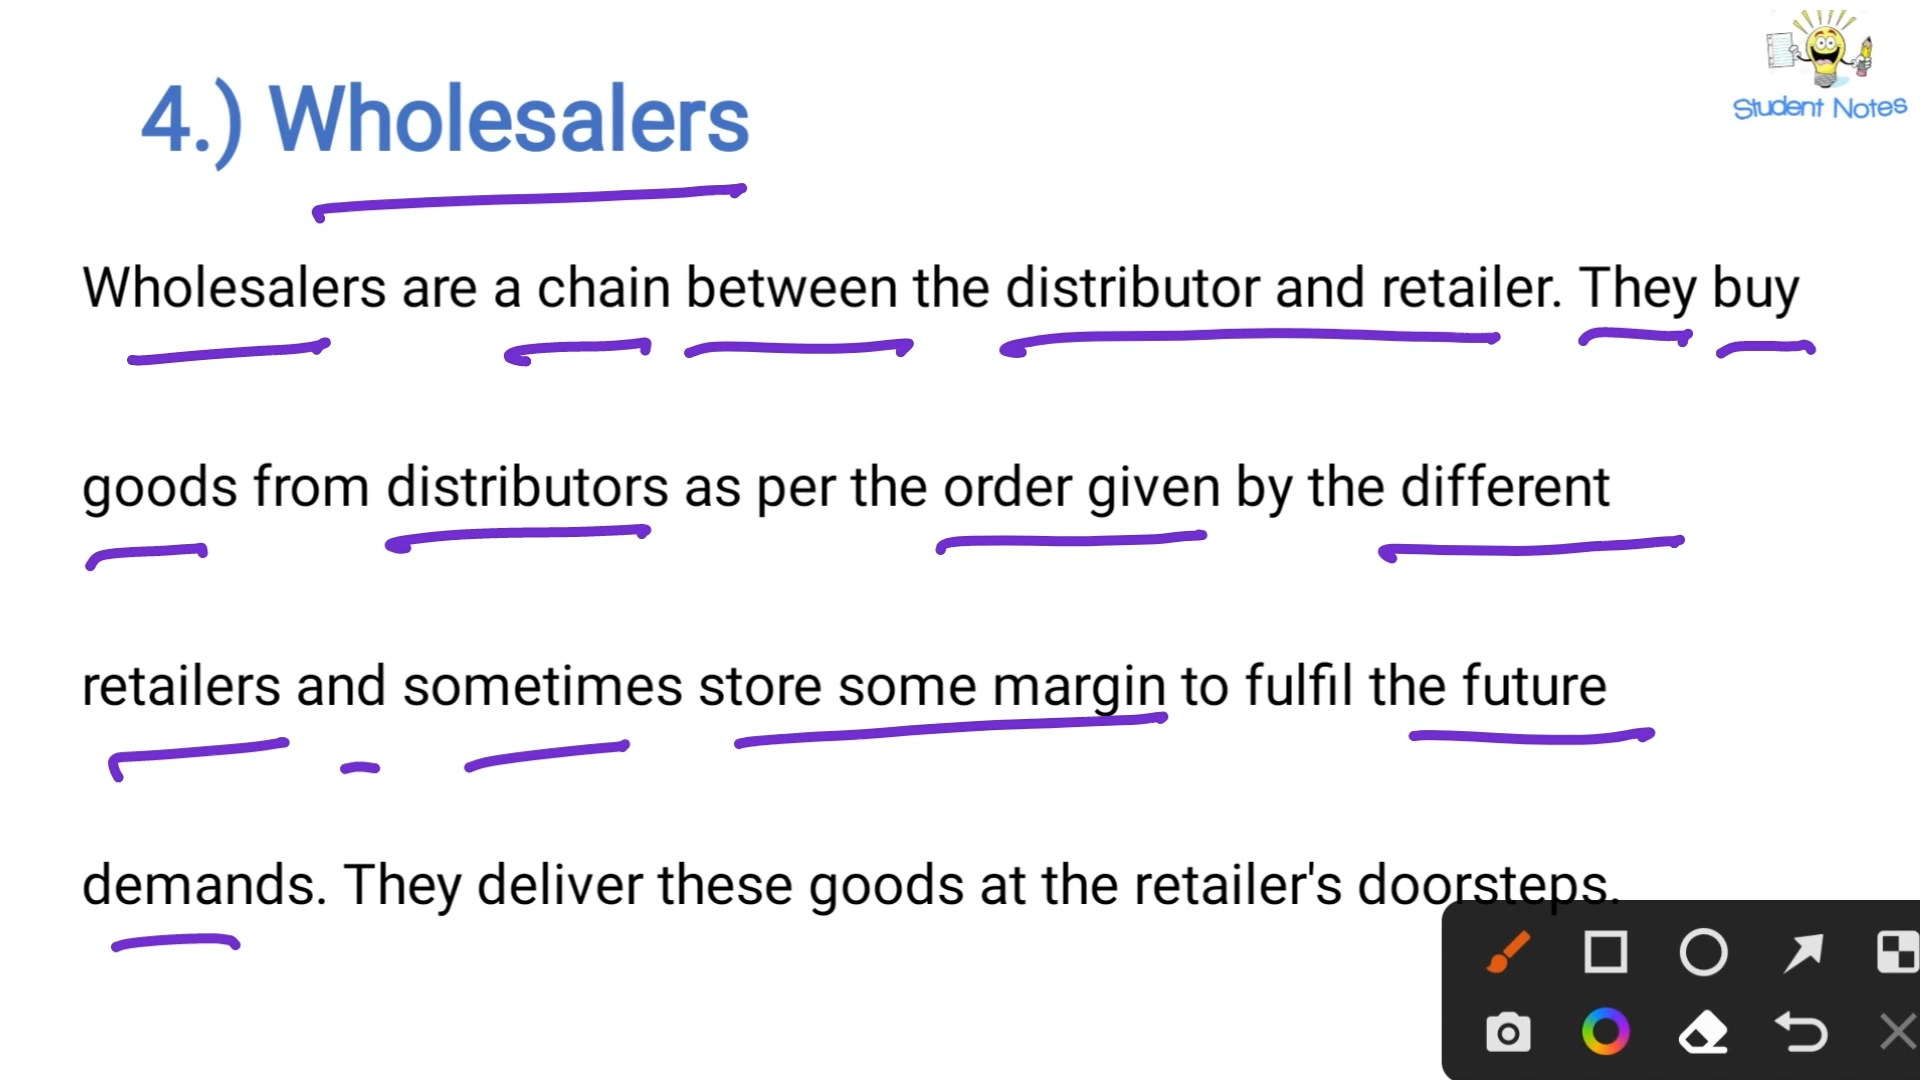 Student Notes
4.) Wholesalers
Wholesalers are a chain between the distributor and retailer. They buy
goods from distributors as per the order given by the different
retailers and sometimes store some margin to fulfil the future
demands. They deliver these goods at the retailer's doorsteps.